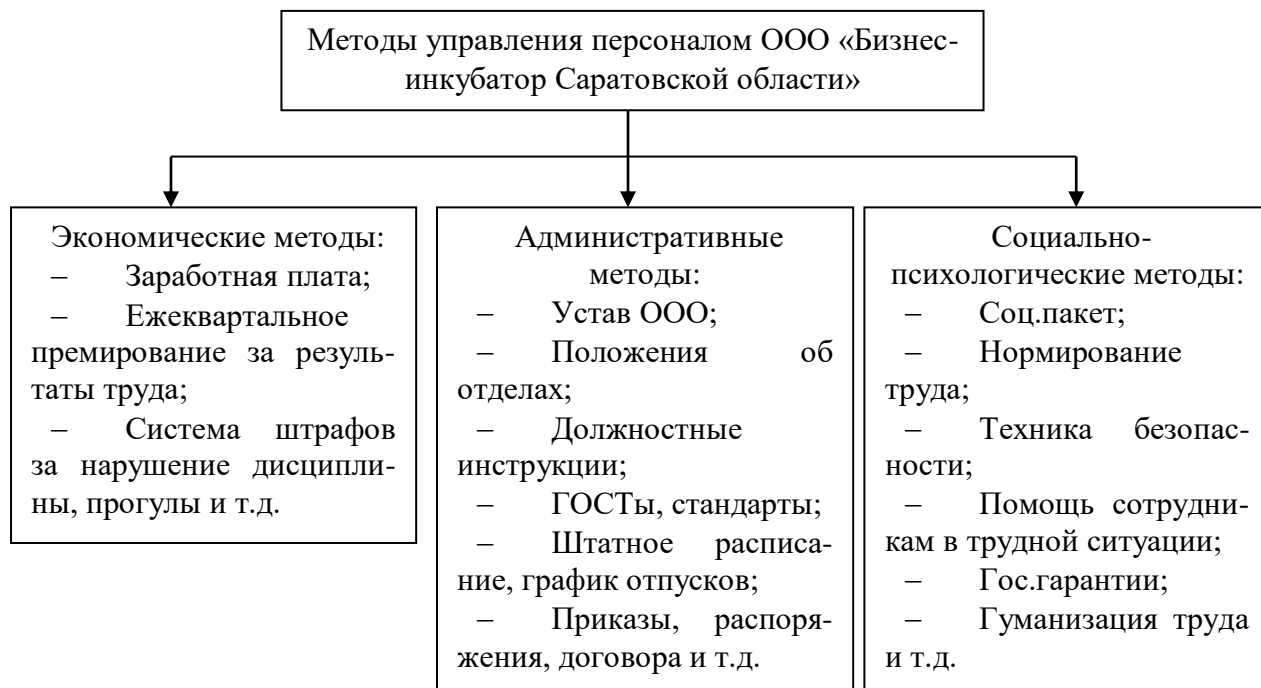 Методы управления персоналом ООО «Бизнес-
инкубатор Саратовской области»
Экономические методы:
– Заработная плата;
– Ежеквартальное
премирование за резуль-
таты труда;
– Система штрафов
за нарушение дисципли-
ны, прогулы и т.д.
Административные
методы:
– Устав ООО;
– Положения об
отделах;
– Должностные
инструкции;
– ГОСТы, стандарты;
– Штатное расписа-
ние, график отпусков;
– Приказы, распоря-
жения, договора и т.д.
Социально-
психологические методы:
– Соц.пакет;
– Нормирование
труда;
– Техника безопас-
ности;
– Помощь сотрудни-
кам в трудной ситуации;
– Гос.гарантии;
– Гуманизация труда
и т.д.